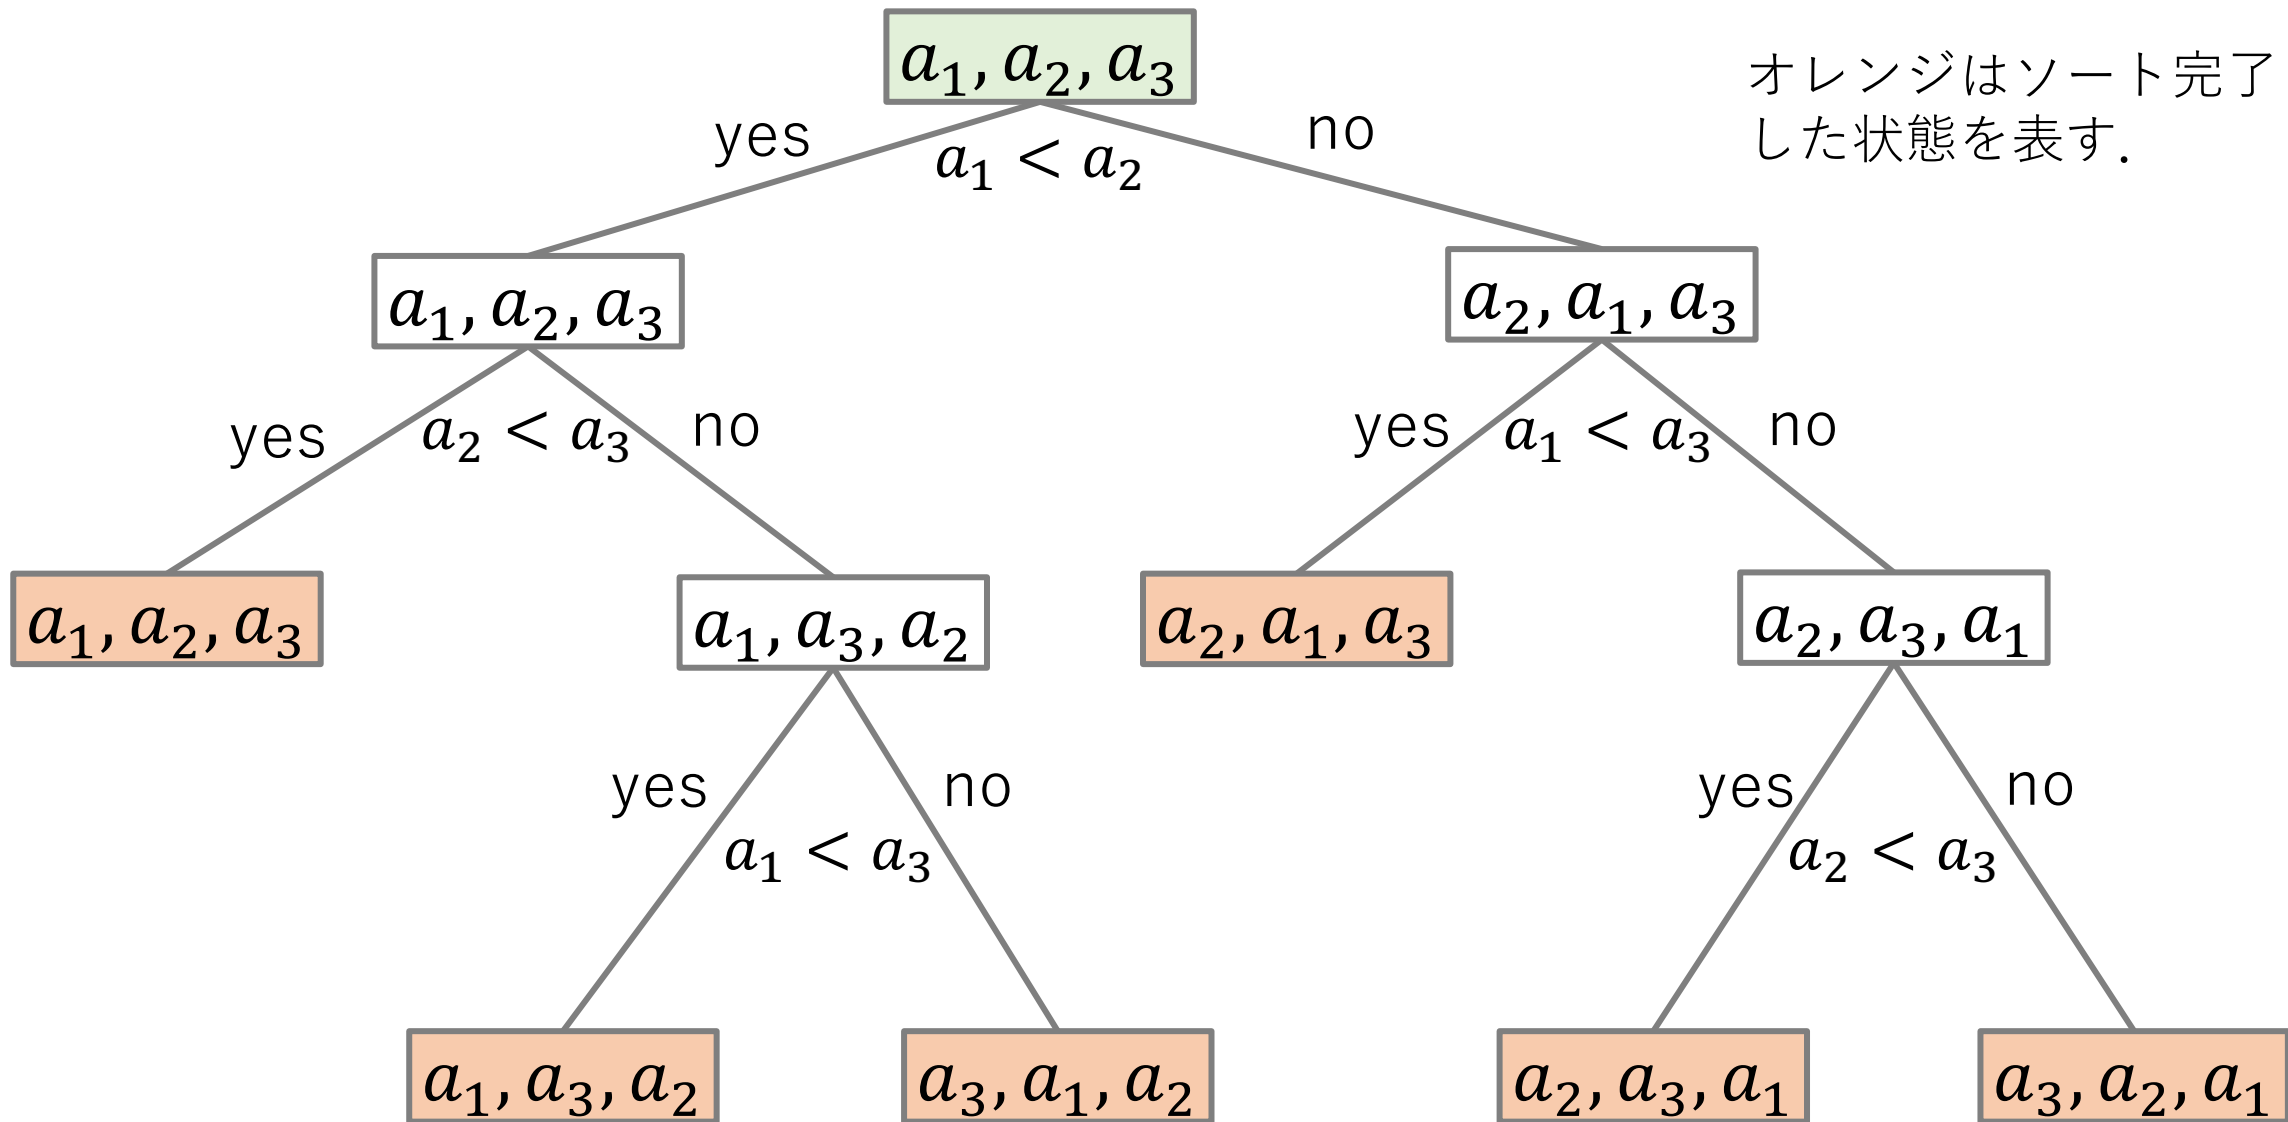 a₁, a₂, a₃
オレンジはソート完了
した状態を表す.
yes
a₁ < a₂
no
a₁, a₂, a₃
a₂, a₁, a₃
yes
a₂ < a₃
no
yes
a₁ < a₃
no
a₁, a₂, a₃
a₁, a₃, a₂
a₂, a₁, a₃
a₂, a₃, a₁
yes
a₁ < a₃
no
yes
a₂ < a₃
no
a₁, a₃, a₂
a₃, a₁, a₂
a₂, a₃, a₁
a₃, a₂, a₁